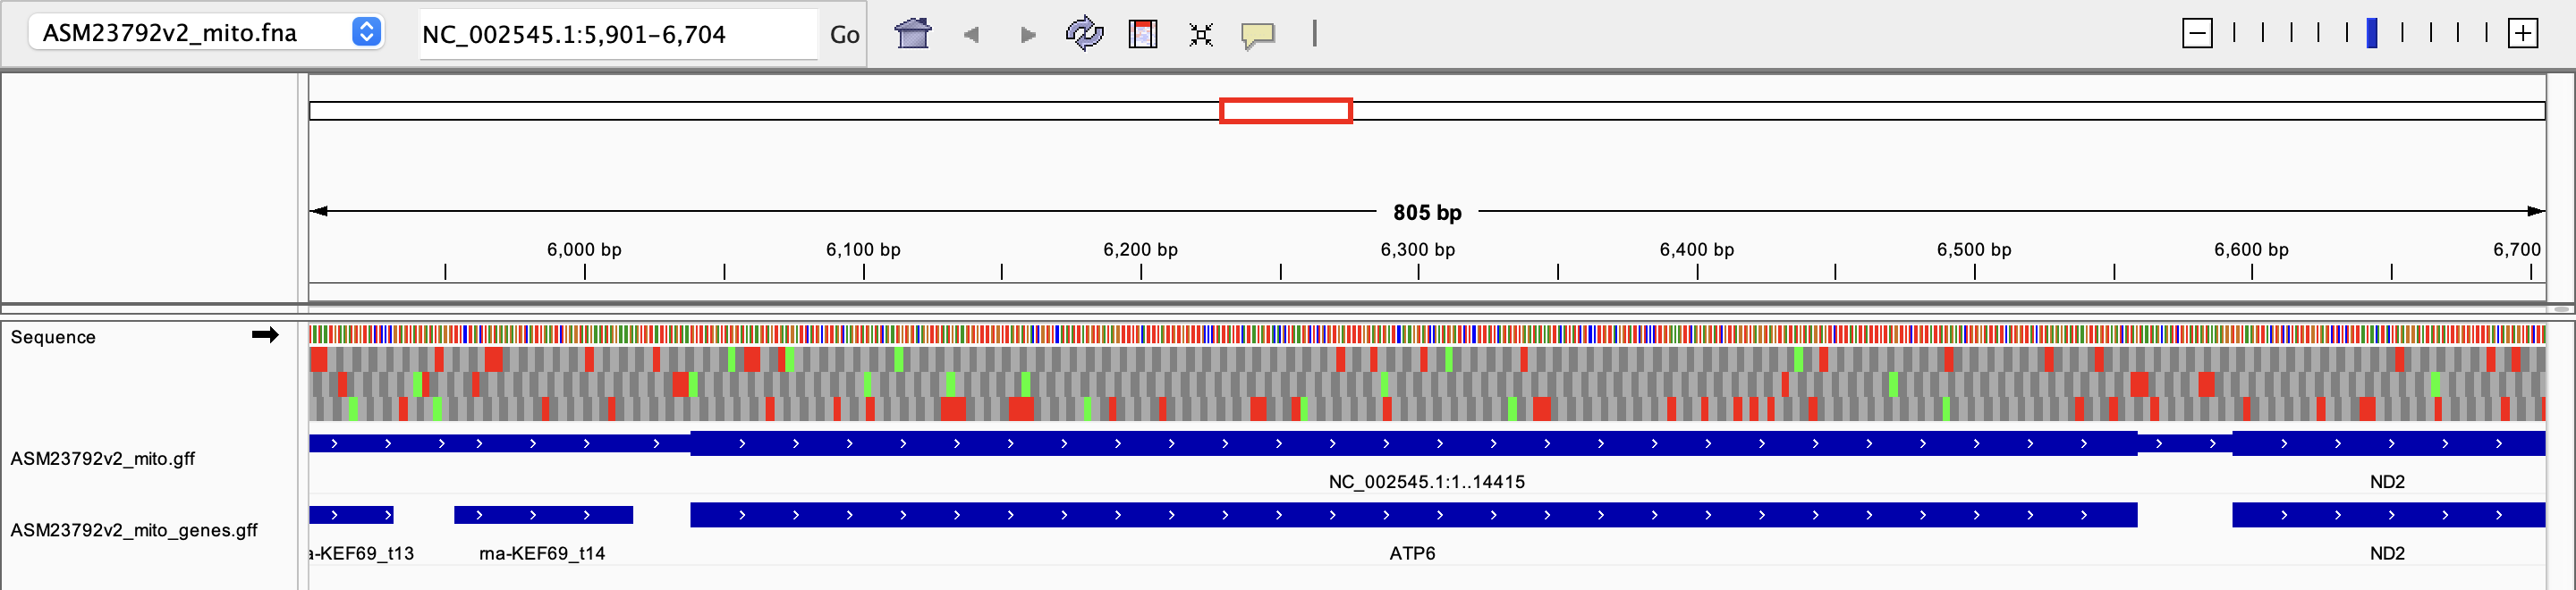 ASM23792v2_mito.fna NC_002545.1:5,901-6,704 Go
805 bp
6,000 bp 6,100 bp 6,200 bp 6,300 bp 6,400 bp 6,500 bp 6,600 bp 6,700
Sequence
ASM23792v2_mito.gff
NC_002545.1:1..14415 ND2
ASM23792v2_mito_genes.gff
a-KEF69_t13 rna-KEF69_t14 ATP6 ND2